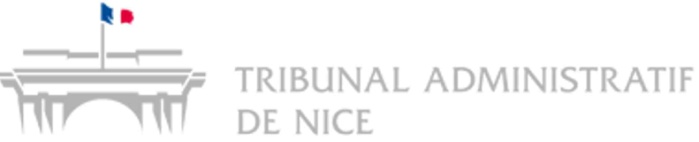 TRIBUNAL ADMINISTRATIF
DE NICE